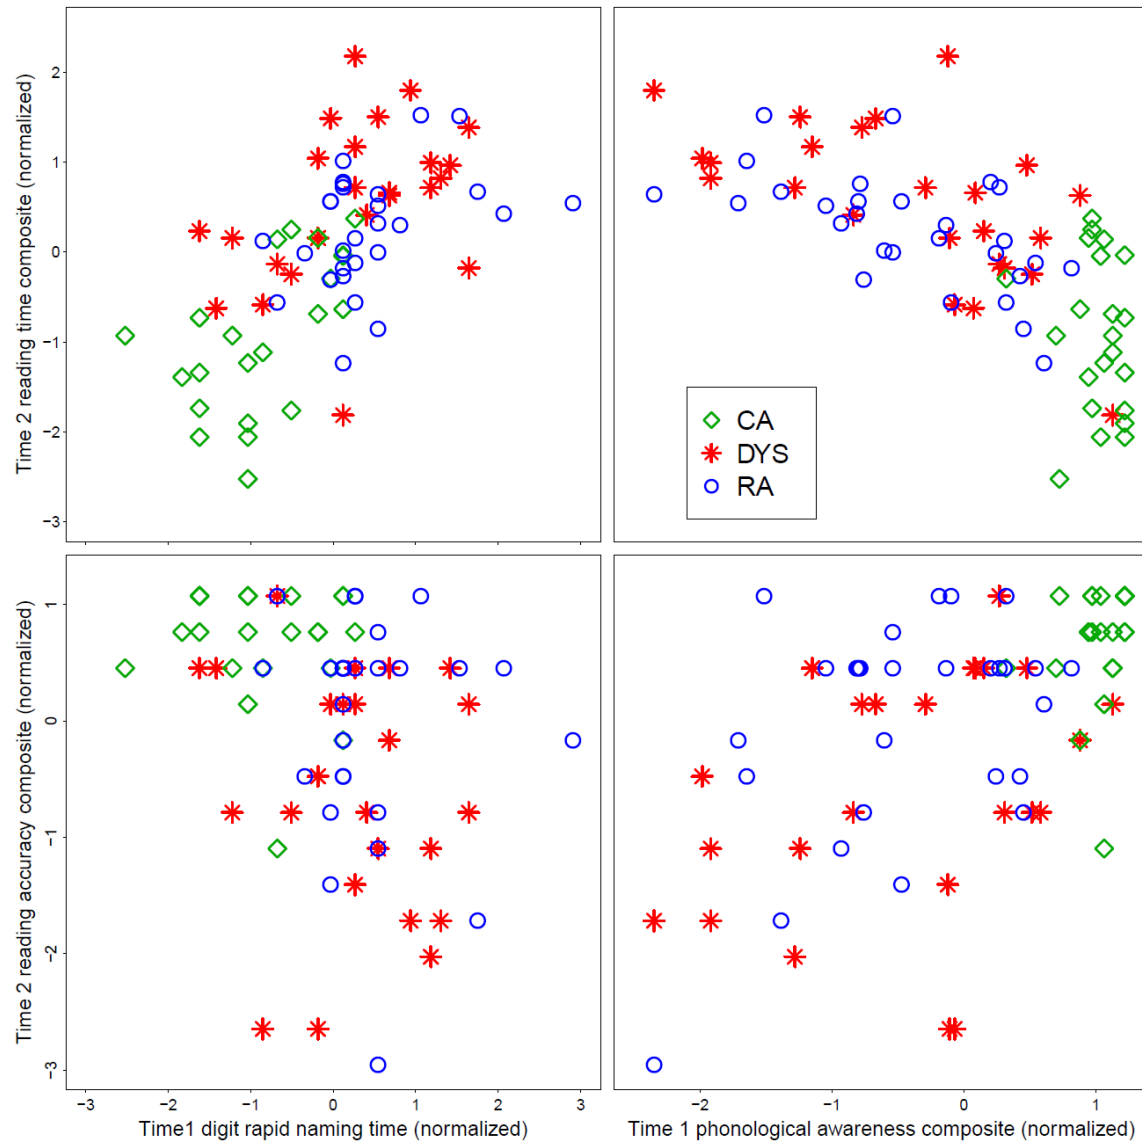 Time 2 reading time composite (normalized)
2
1
0
−1
−2
−3
CA
DYS
RA
Time 2 reading accuracy composite (normalized)
1
0
−1
−2
−3
−3 −2 −1 0 1 2 3
−2 −1 0 1
Time1 digit rapid naming time (normalized)
Time 1 phonological awareness composite (normalized)